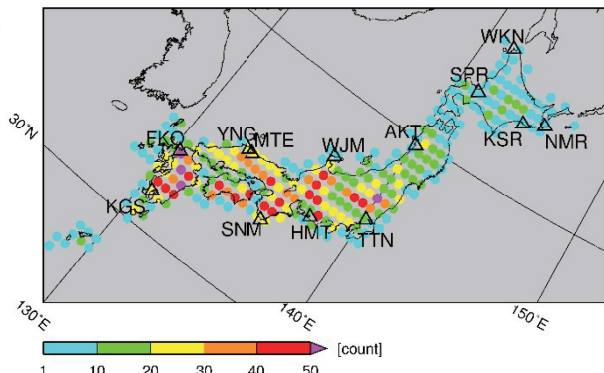 WKN
SPR
30˚N
FKO
YNG
MTE
WJM
AKT
KSR
NMR
KGS
SNM
HMT
TTN
130˚E
140˚E
150˚E
[count]
1 10 20 30 40 50